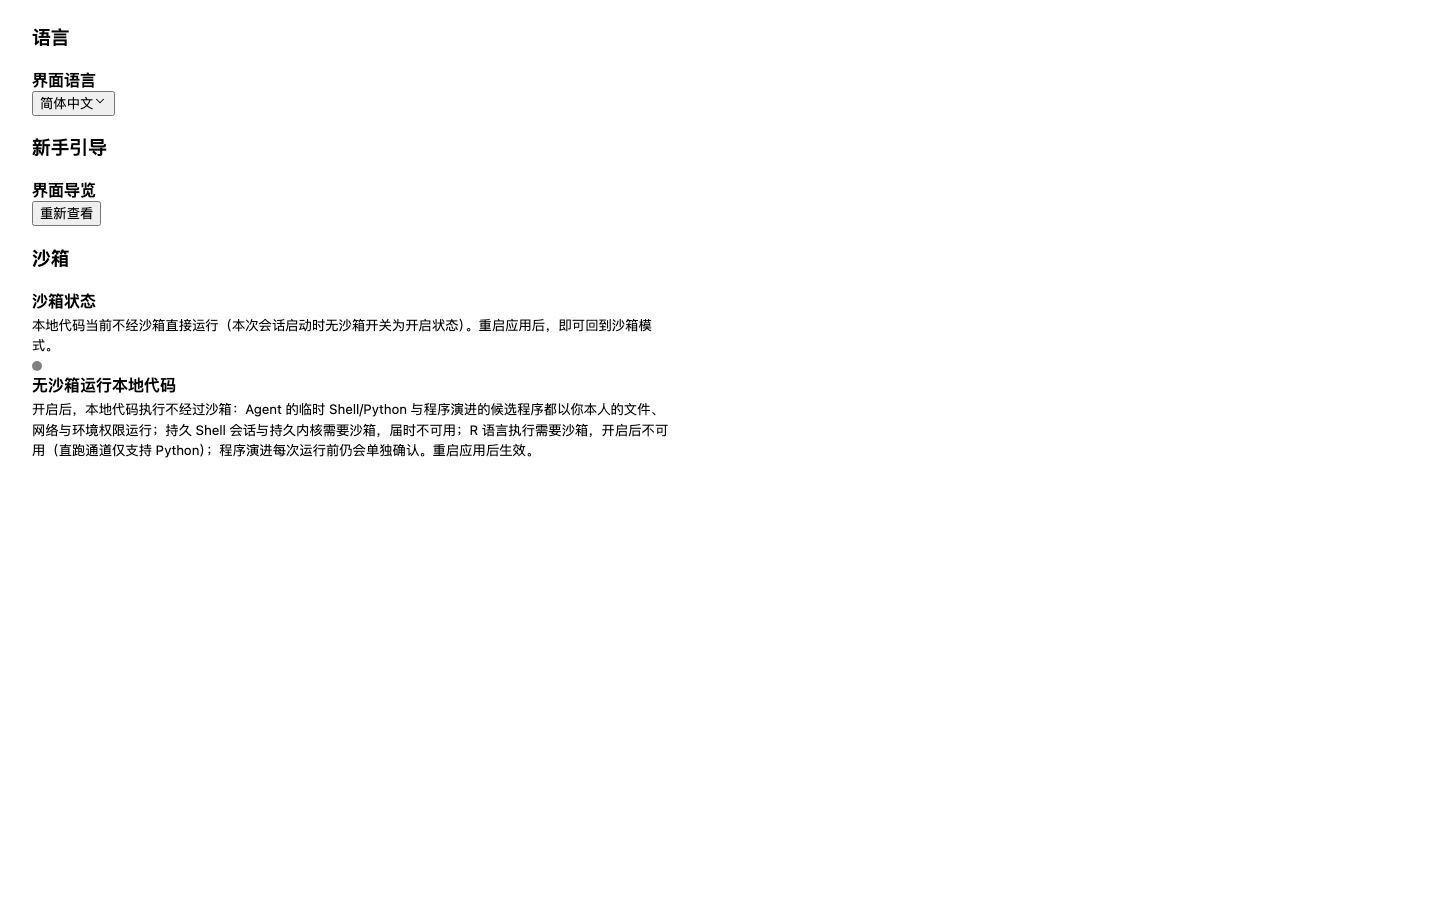 语言
界面语言
简体中文
新手引导
界面导览
重新查看
沙箱
沙箱状态
本地代码当前不经沙箱直接运行（本次会话启动时无沙箱开关为开启状态）。重启应用后，即可回到沙箱模
式。
无沙箱运行本地代码
开启后，本地代码执行不经过沙箱：Agent 的临时 Shell/Python 与程序演进的候选程序都以你本人的文件、
网络与环境权限运行；持久 Shell 会话与持久内核需要沙箱，届时不可用；R 语言执行需要沙箱，开启后不可
用（直跑通道仅支持 Python）；程序演进每次运行前仍会单独确认。重启应用后生效。